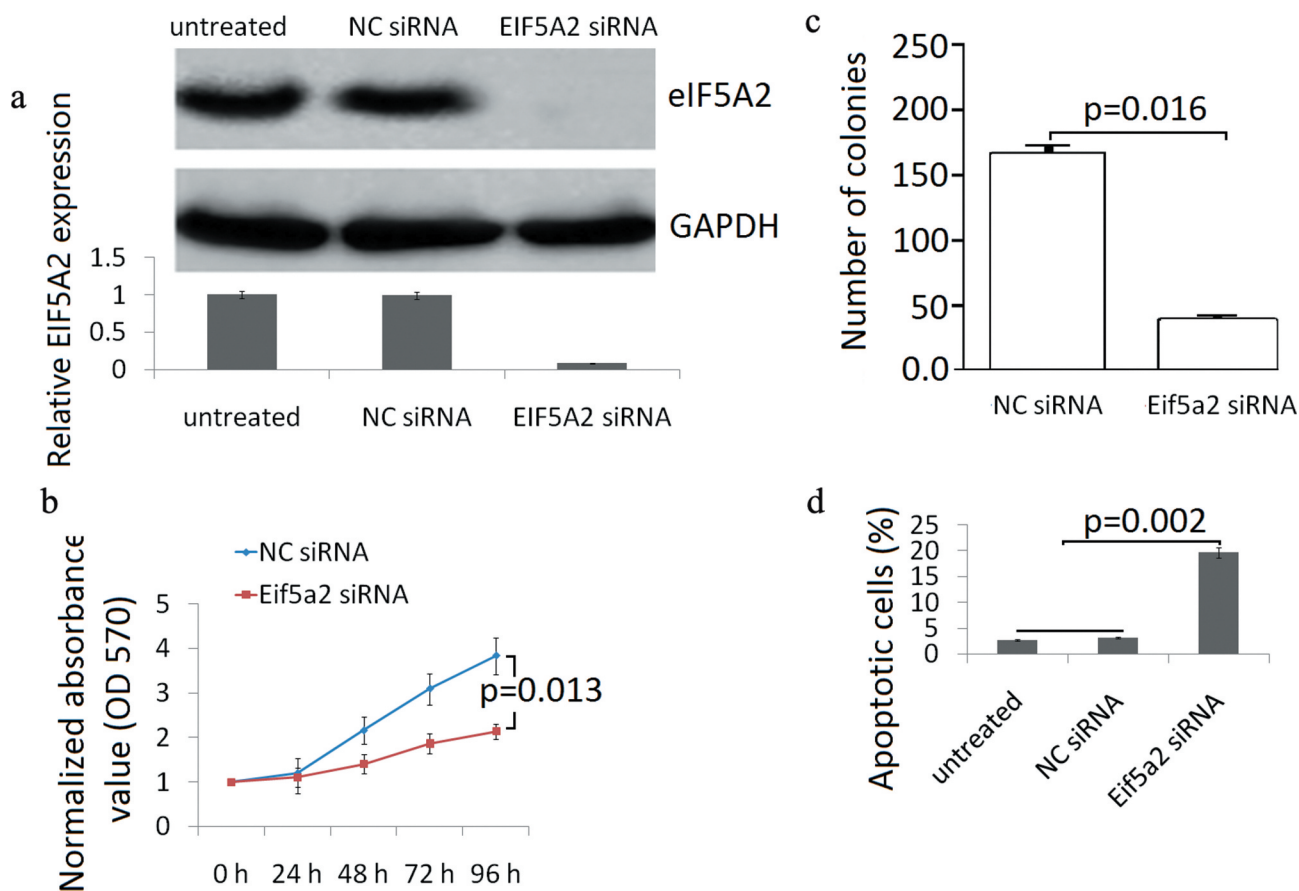 a
untreated NC siRNA EIF5A2 siRNA
eIF5A2
GAPDH
Relative EIF5A2 expression
1.5
1
0.5
0
untreated NC siRNA EIF5A2 siRNA
b
NC siRNA
Eif5a2 siRNA
Normalized absorbance
value (OD 570)
5
4
3
2
1
0
p=0.013
0 h 24 h 48 h 72 h 96 h
c
Number of colonies
250
200
150
100
50
0.0
p=0.016
NC siRNA Eif5a2 siRNA
d
Apoptotic cells (%)
25
20
15
10
5
0
p=0.002
untreated
NC siRNA
Eif5a2 siRNA